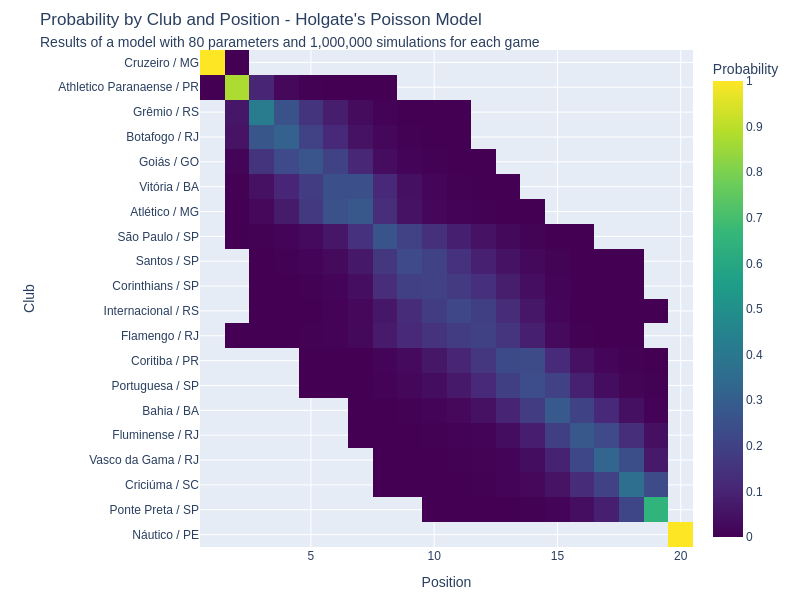 Probability by Club and Position - Holgate's Poisson Model
Results of a model with 80 parameters and 1,000,000 simulations for each game
Probability
Cruzeiro / MG
Athletico Paranaense / PR
Grêmio / RS
Botafogo / RJ
Goiás / GO
Vitória / BA
Atlético / MG
São Paulo / SP
Santos / SP
Corinthians / SP
Internacional / RS
Flamengo / RJ
Coritiba / PR
Portuguesa / SP
Bahia / BA
Fluminense / RJ
Vasco da Gama / RJ
Criciúma / SC
Ponte Preta / SP
Náutico / PE
Club
5
10
15
20
Position
1
0.9
0.8
0.7
0.6
0.5
0.4
0.3
0.2
0.1
0